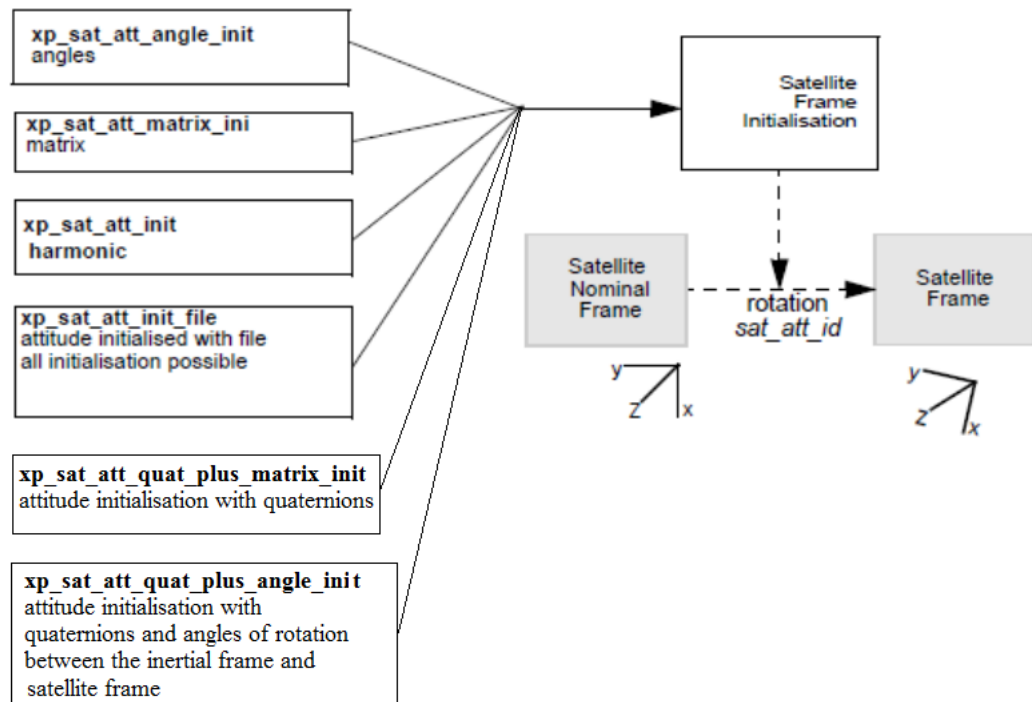 xp_sat_att_angle_init
angles
xp_sat_att_matrix_ini
matrix
xp_sat_att_init
harmonic
xp_sat_att_init_file
attitude initialised with file
all initialisation possible
xp_sat_att_quat_plus_matrix_init
attitude initialisation with quaternions
xp_sat_att_quat_plus_angle_init
attitude initialisation with
quaternions and angles of rotation
between the inertial frame and
satellite frame
Satellite
Frame
Initialisation
Satellite
Nominal
Frame
rotation
sat_att_id
Satellite
Frame
y
Z
x
y
z
x